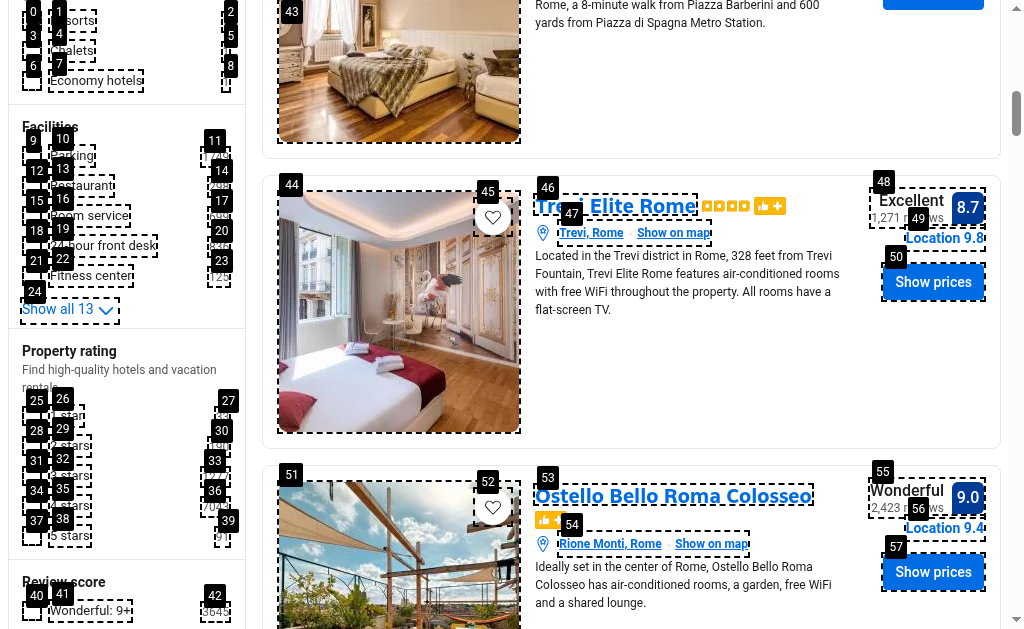 0 1 Resorts 2
3 4 Chalets 5
6 7 Economy hotels 8
Facilities
9 10 Parking 11 1749
12 13 Restaurant 14
15 16 Room service 17
18 19 24-hour front desk 20
21 22 Fitness center 23 125
24
Show all 13
Property rating
Find high-quality hotels and vacation
rentals
25 26 1 star 27
28 29 2 stars 30
31 32 3 stars 33
34 35 4 stars 36 704
37 38 5 stars 39 91
Review score
40 41 Wonderful: 9+ 42 3645
43
Rome, a 8-minute walk from Piazza Barberini and 600
yards from Piazza di Spagna Metro Station.
44 45 46
Trevi Elite Rome
47
Trevi, Rome · Show on map
Located in the Trevi district in Rome, 328 feet from Trevi
Fountain, Trevi Elite Rome features air-conditioned rooms
with free WiFi throughout the property. All rooms have a
flat-screen TV.
48
Excellent 8.7
1,271 reviews
49
Location 9.8
50
Show prices
51 52 53
Ostello Bello Roma Colosseo
54
Rione Monti, Rome · Show on map
Ideally set in the center of Rome, Ostello Bello Roma
Colosseo has air-conditioned rooms, a garden, free WiFi
and a shared lounge.
55
Wonderful 9.0
2,423 reviews
56
Location 9.4
57
Show prices